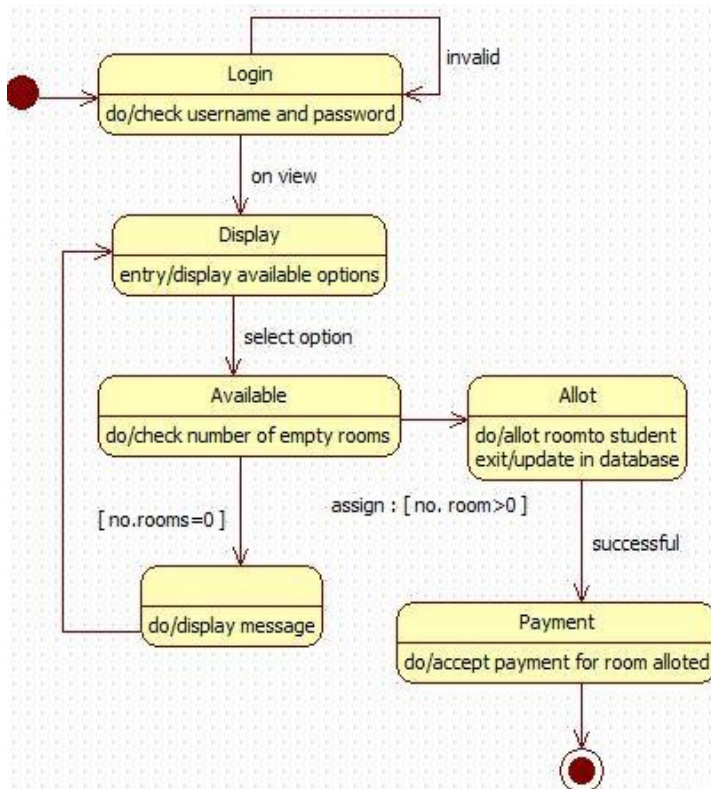 Login
do/check username and password
invalid
on view
Display
entry/display available options
select option
Available
do/check number of empty rooms
Allot
do/allot roomto student
exit/update in database
[ no.rooms=0 ]
assign : [ no. room>0 ]
successful
do/display message
Payment
do/accept payment for room alloted